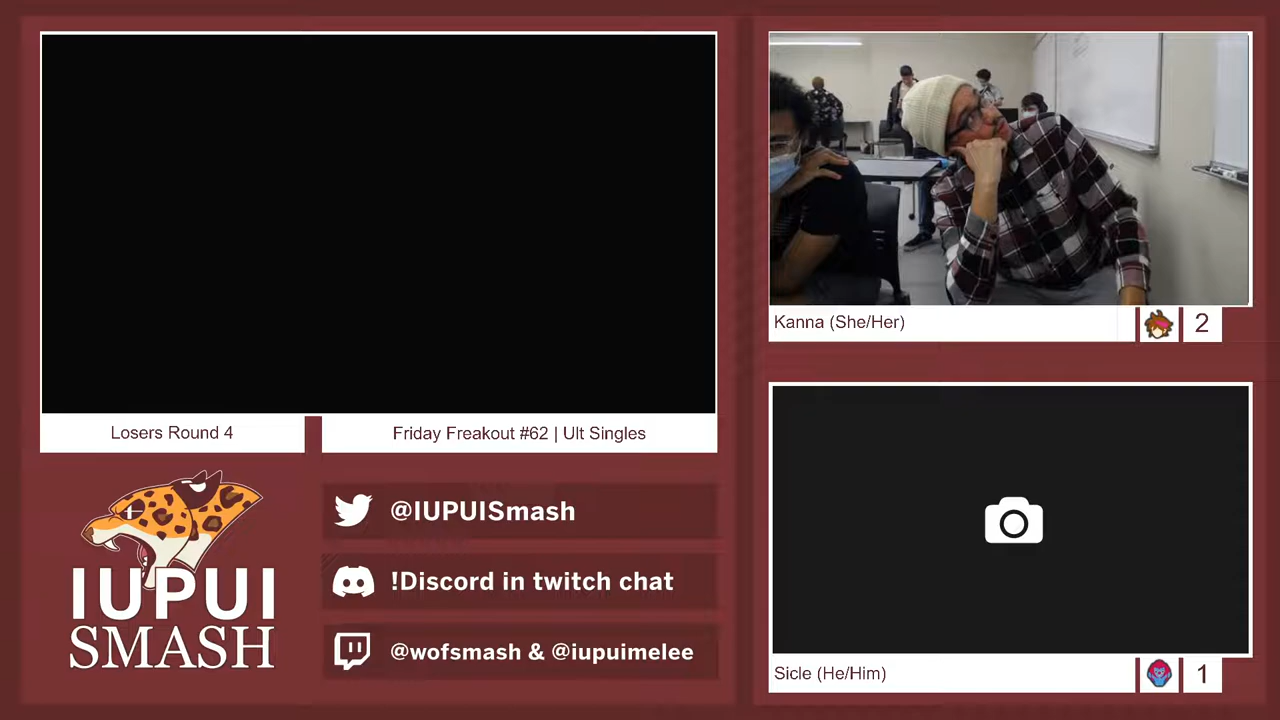 Kanna (She/Her)
2
Losers Round 4
Friday Freakout #62 | Ult Singles
@IUPUISmash
!Discord in twitch chat
@wofsmash & @iupuimelee
IUPUI
SMASH
Sicle (He/Him)
1